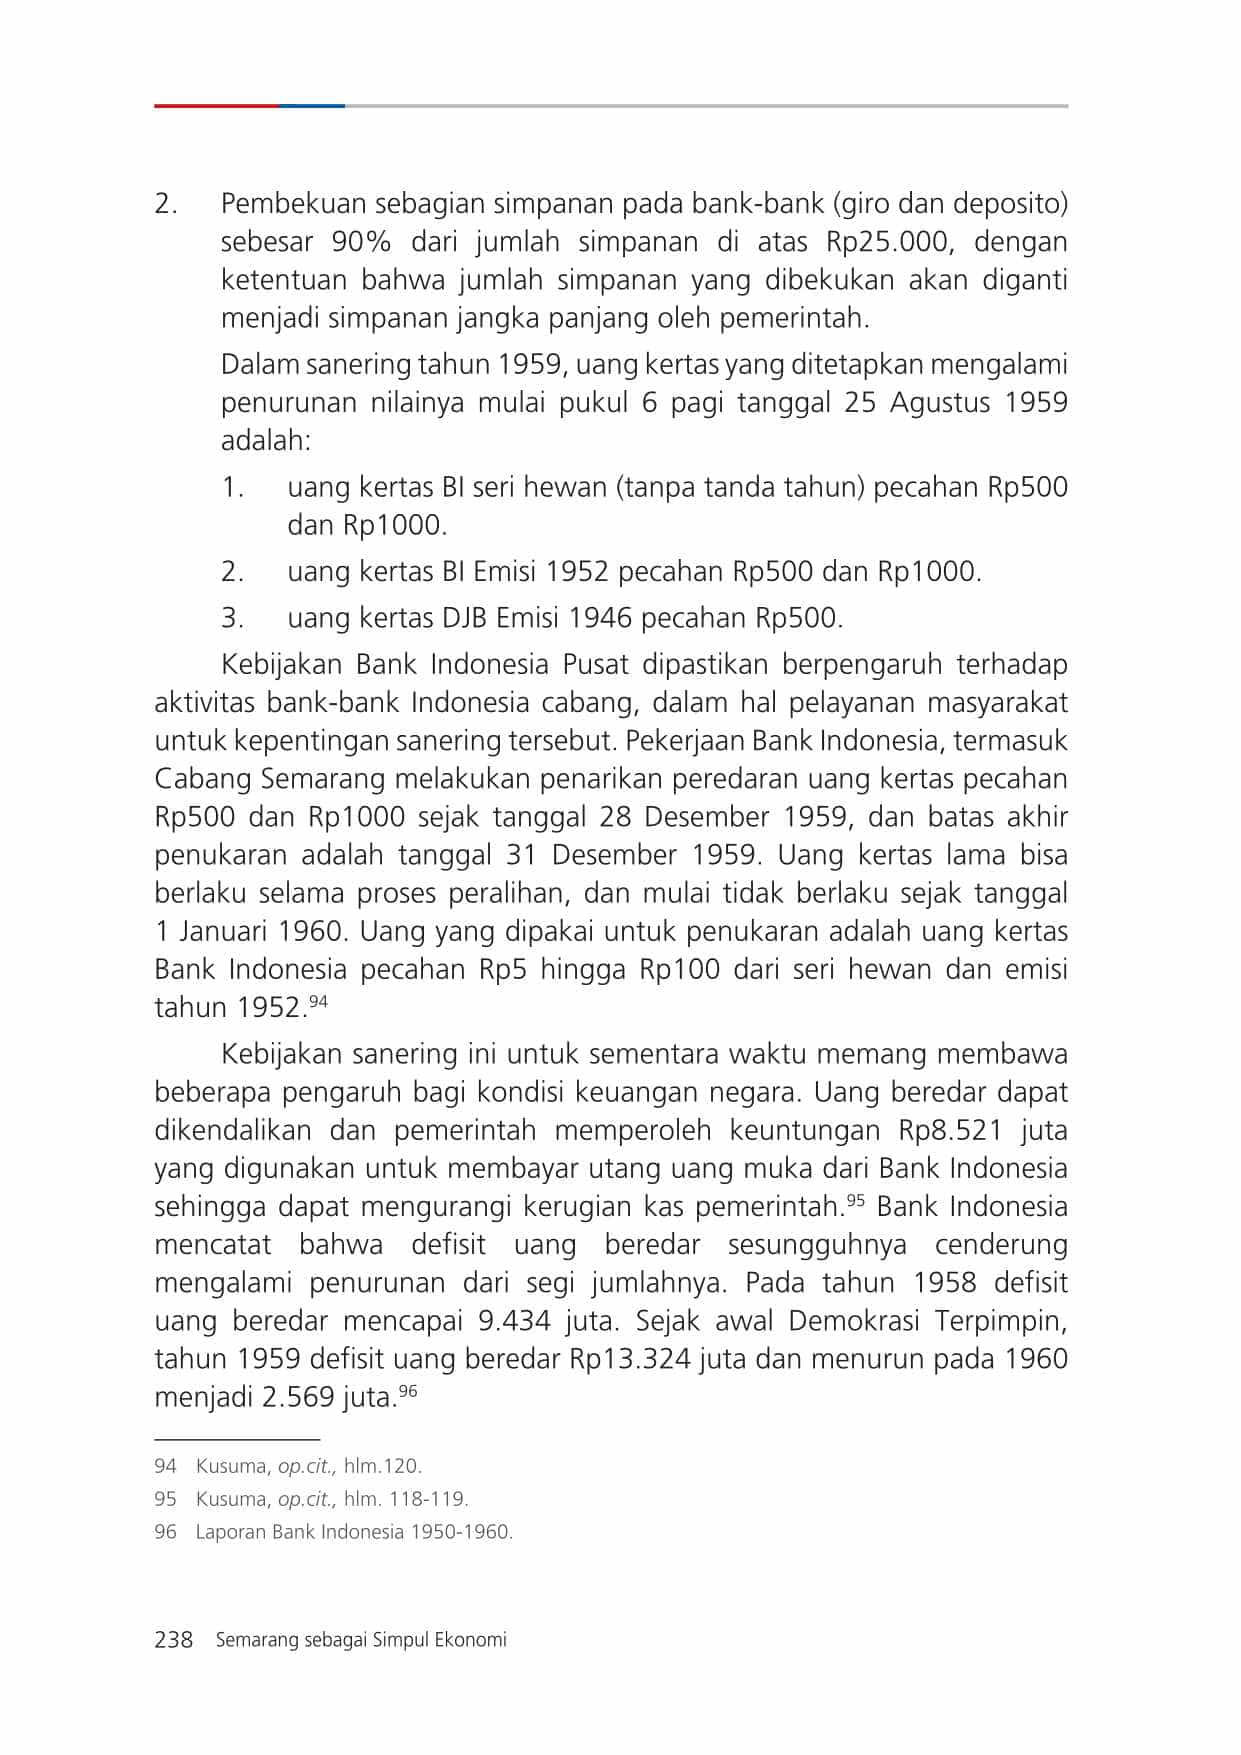 2. Pembekuan sebagian simpanan pada bank-bank (giro dan deposito)
sebesar 90% dari jumlah simpanan di atas Rp25.000, dengan
ketentuan bahwa jumlah simpanan yang dibekukan akan diganti
menjadi simpanan jangka panjang oleh pemerintah.
Dalam sanering tahun 1959, uang kertas yang ditetapkan mengalami
penurunan nilainya mulai pukul 6 pagi tanggal 25 Agustus 1959
adalah:
1. uang kertas BI seri hewan (tanpa tanda tahun) pecahan Rp500
dan Rp1000.
2. uang kertas BI Emisi 1952 pecahan Rp500 dan Rp1000.
3. uang kertas DJB Emisi 1946 pecahan Rp500.
Kebijakan Bank Indonesia Pusat dipastikan berpengaruh terhadap
aktivitas bank-bank Indonesia cabang, dalam hal pelayanan masyarakat
untuk kepentingan sanering tersebut. Pekerjaan Bank Indonesia, termasuk
Cabang Semarang melakukan penarikan peredaran uang kertas pecahan
Rp500 dan Rp1000 sejak tanggal 28 Desember 1959, dan batas akhir
penukaran adalah tanggal 31 Desember 1959. Uang kertas lama bisa
berlaku selama proses peralihan, dan mulai tidak berlaku sejak tanggal
1 Januari 1960. Uang yang dipakai untuk penukaran adalah uang kertas
Bank Indonesia pecahan Rp5 hingga Rp100 dari seri hewan dan emisi
tahun 1952.94
Kebijakan sanering ini untuk sementara waktu memang membawa
beberapa pengaruh bagi kondisi keuangan negara. Uang beredar dapat
dikendalikan dan pemerintah memperoleh keuntungan Rp8.521 juta
yang digunakan untuk membayar utang uang muka dari Bank Indonesia
sehingga dapat mengurangi kerugian kas pemerintah.95 Bank Indonesia
mencatat bahwa defisit uang beredar sesungguhnya cenderung
mengalami penurunan dari segi jumlahnya. Pada tahun 1958 defisit
uang beredar mencapai 9.434 juta. Sejak awal Demokrasi Terpimpin,
tahun 1959 defisit uang beredar Rp13.324 juta dan menurun pada 1960
menjadi 2.569 juta.96
94 Kusuma, op.cit., hlm.120.
95 Kusuma, op.cit., hlm. 118-119.
96 Laporan Bank Indonesia 1950-1960.
238 Semarang sebagai Simpul Ekonomi